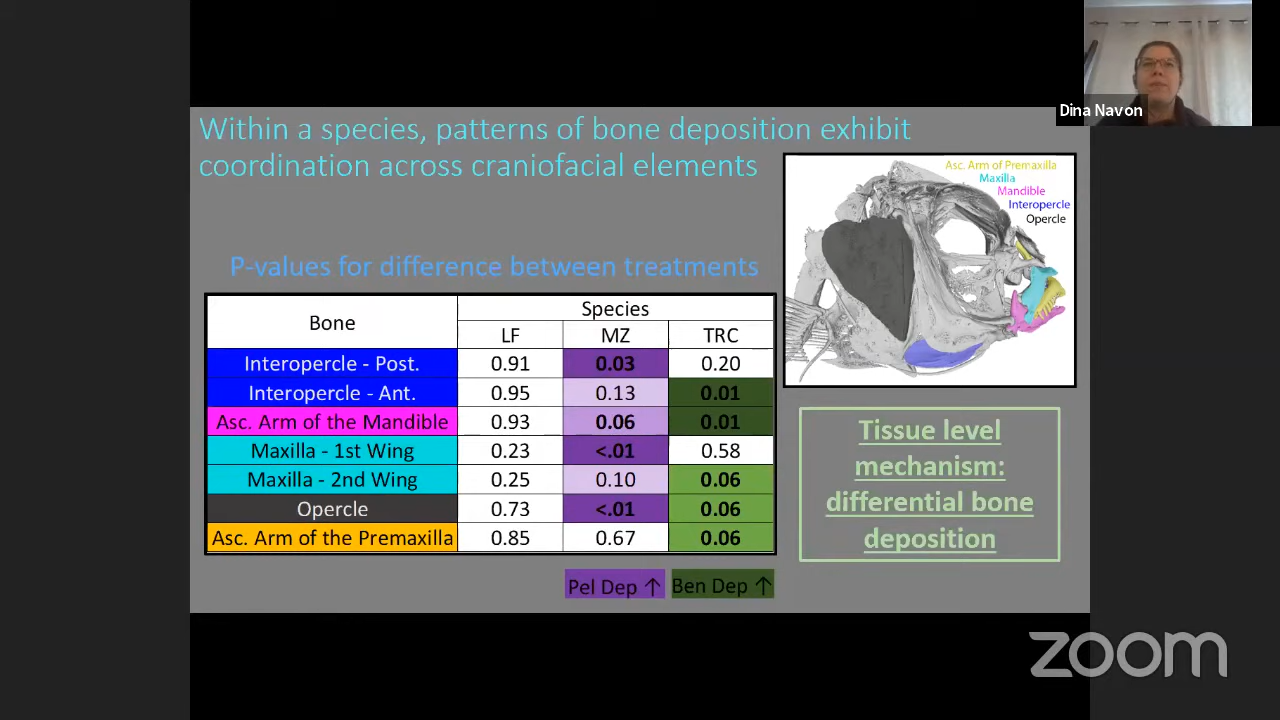 Dina Navon
Within a species, patterns of bone deposition exhibit
coordination across craniofacial elements
Asc. Arm of Premaxilla
Maxilla
Mandible
Interopercle
Opercle
P-values for difference between treatments
Bone Species
LF MZ TRC
Interopercle - Post. 0.91 0.03 0.20
Interopercle - Ant. 0.95 0.13 0.01
Asc. Arm of the Mandible 0.93 0.06 0.01
Maxilla - 1st Wing 0.23 <.01 0.58
Maxilla - 2nd Wing 0.25 0.10 0.06
Opercle 0.73 <.01 0.06
Asc. Arm of the Premaxilla 0.85 0.67 0.06
Pel Dep ↑ Ben Dep ↑
Tissue level
mechanism:
differential bone
deposition
zoom